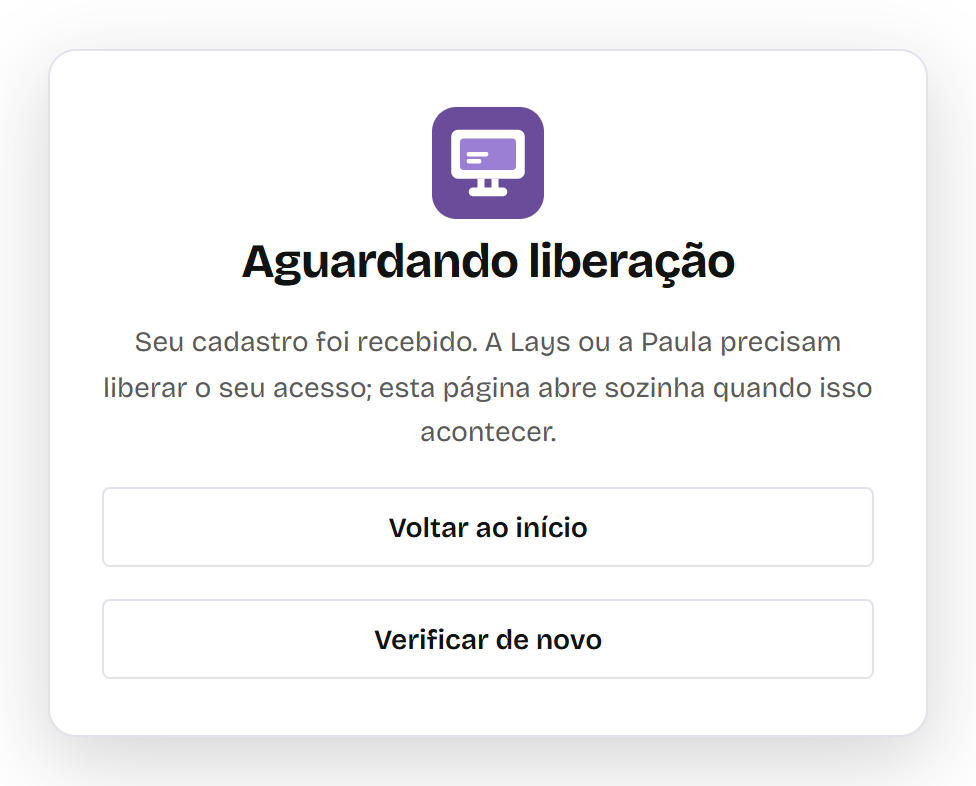 Aguardando liberação
Seu cadastro foi recebido. A Lays ou a Paula precisam
liberar o seu acesso; esta página abre sozinha quando isso
acontecer.
Voltar ao início
Verificar de novo